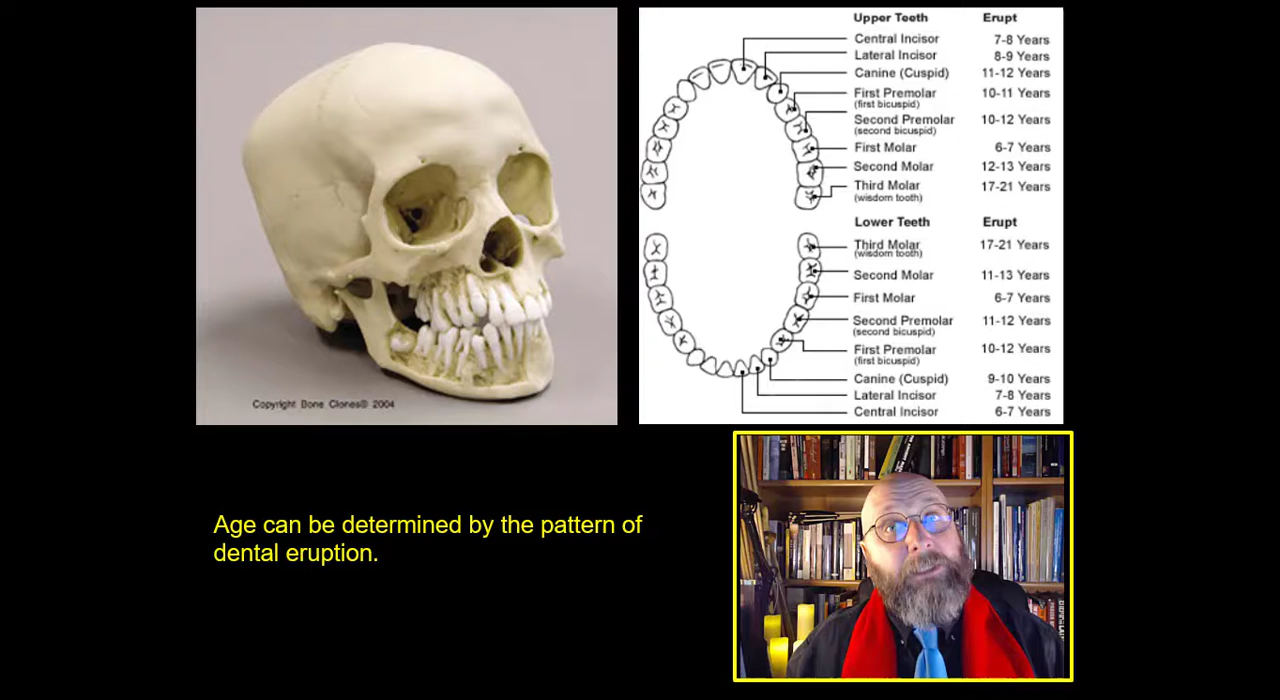 Copyright Bone Clones® 2004
Upper Teeth Erupt
Central Incisor 7-8 Years
Lateral Incisor 8-9 Years
Canine (Cuspid) 11-12 Years
First Premolar 10-11 Years
(first bicuspid)
Second Premolar 10-12 Years
(second bicuspid)
First Molar 6-7 Years
Second Molar 12-13 Years
Third Molar 17-21 Years
(wisdom tooth)
Lower Teeth Erupt
Third Molar 17-21 Years
(wisdom tooth)
Second Molar 11-13 Years
First Molar 6-7 Years
Second Premolar 11-12 Years
(second bicuspid)
First Premolar 10-12 Years
(first bicuspid)
Canine (Cuspid) 9-10 Years
Lateral Incisor 7-8 Years
Central Incisor 6-7 Years
Age can be determined by the pattern of
dental eruption.